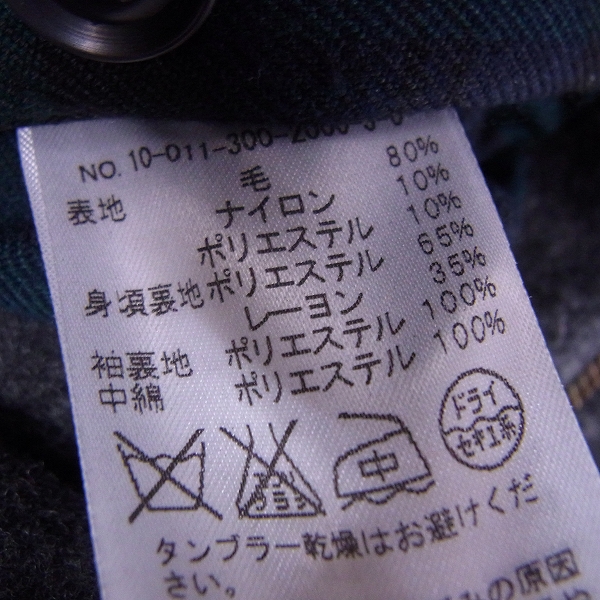 NO. 10-011-300-2000-3-0
表地 毛 80%
ナイロン 10%
ポリエステル 10%
身頃裏地 ポリエステル 65%
レーヨン 35%
袖裏地 ポリエステル 100%
中綿 ポリエステル 100%
中
ドライ
セキユ系
タンブラー乾燥はお避けくだ
さい。
の原因